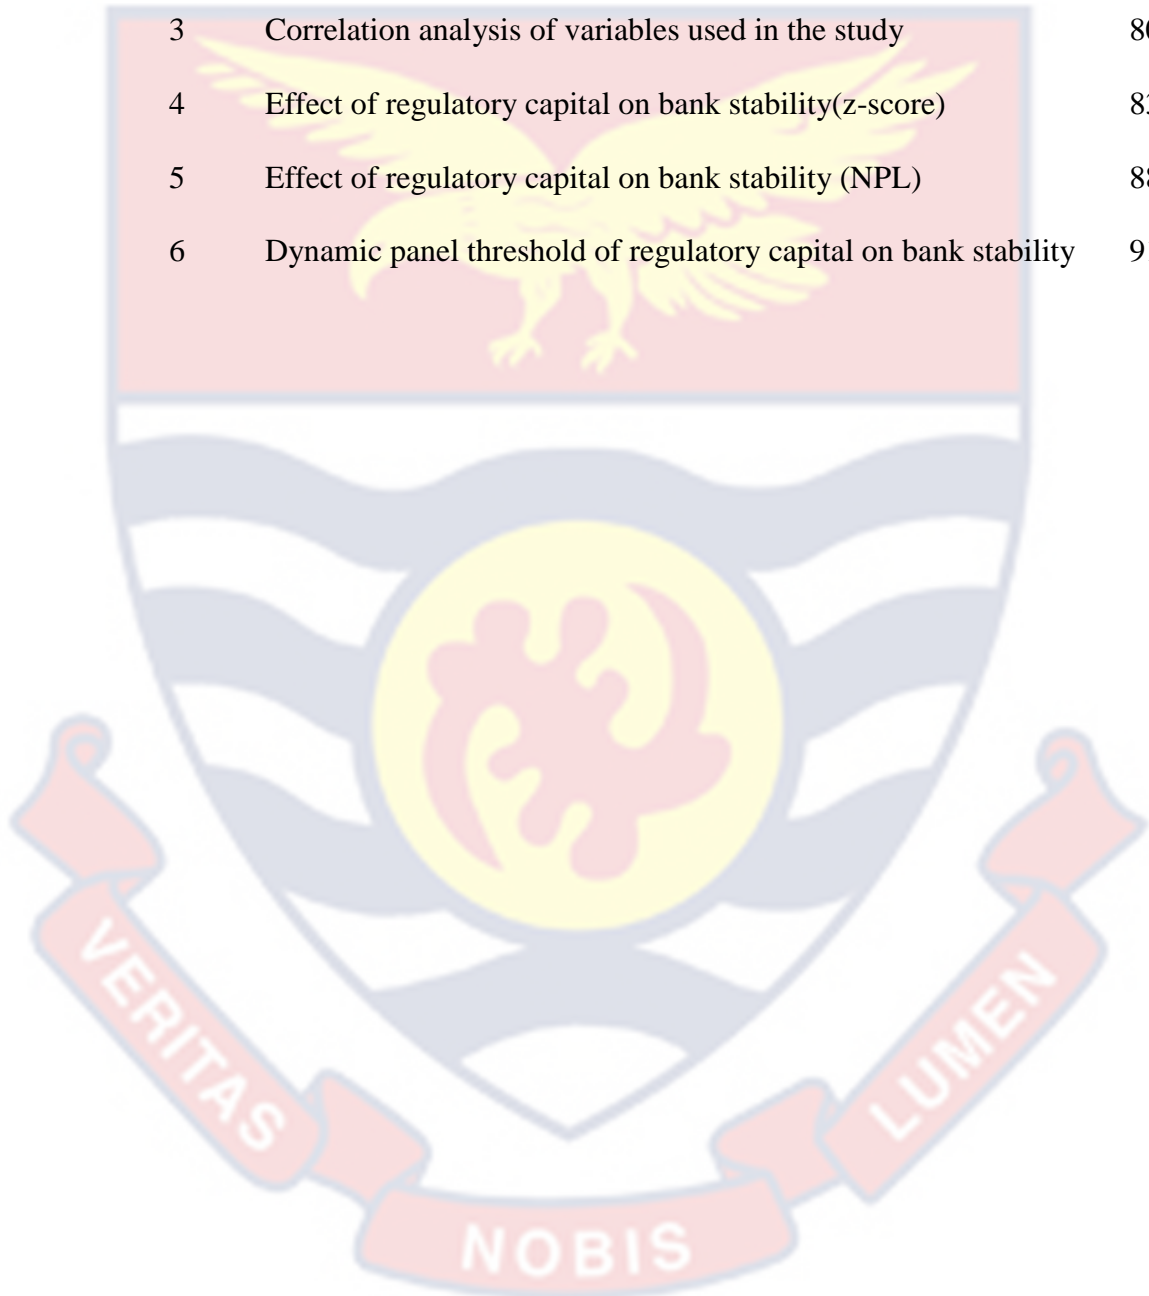 3 Correlation analysis of variables used in the study
4 Effect of regulatory capital on bank stability(z-score)
5 Effect of regulatory capital on bank stability (NPL)
6 Dynamic panel threshold of regulatory capital on bank stability
VERITAS
NOBIS
LUMEN